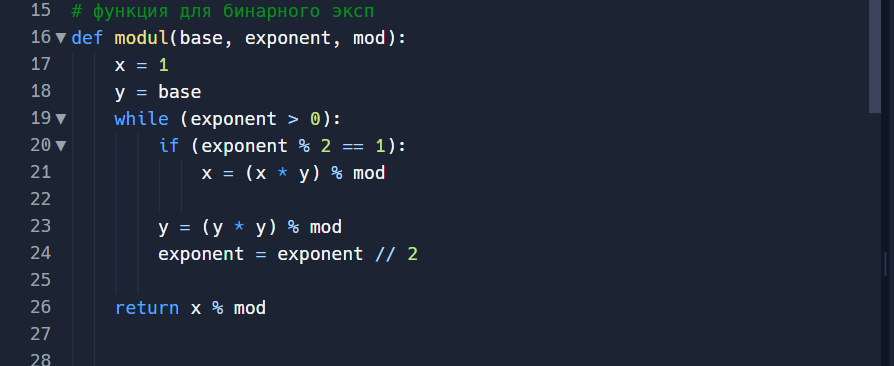 15 # функция для бинарного эксп
16 def modul(base, exponent, mod):
17 x = 1
18 y = base
19 while (exponent > 0):
20 if (exponent % 2 == 1):
21 x = (x * y) % mod
22
23 y = (y * y) % mod
24 exponent = exponent // 2
25
26 return x % mod
27
28